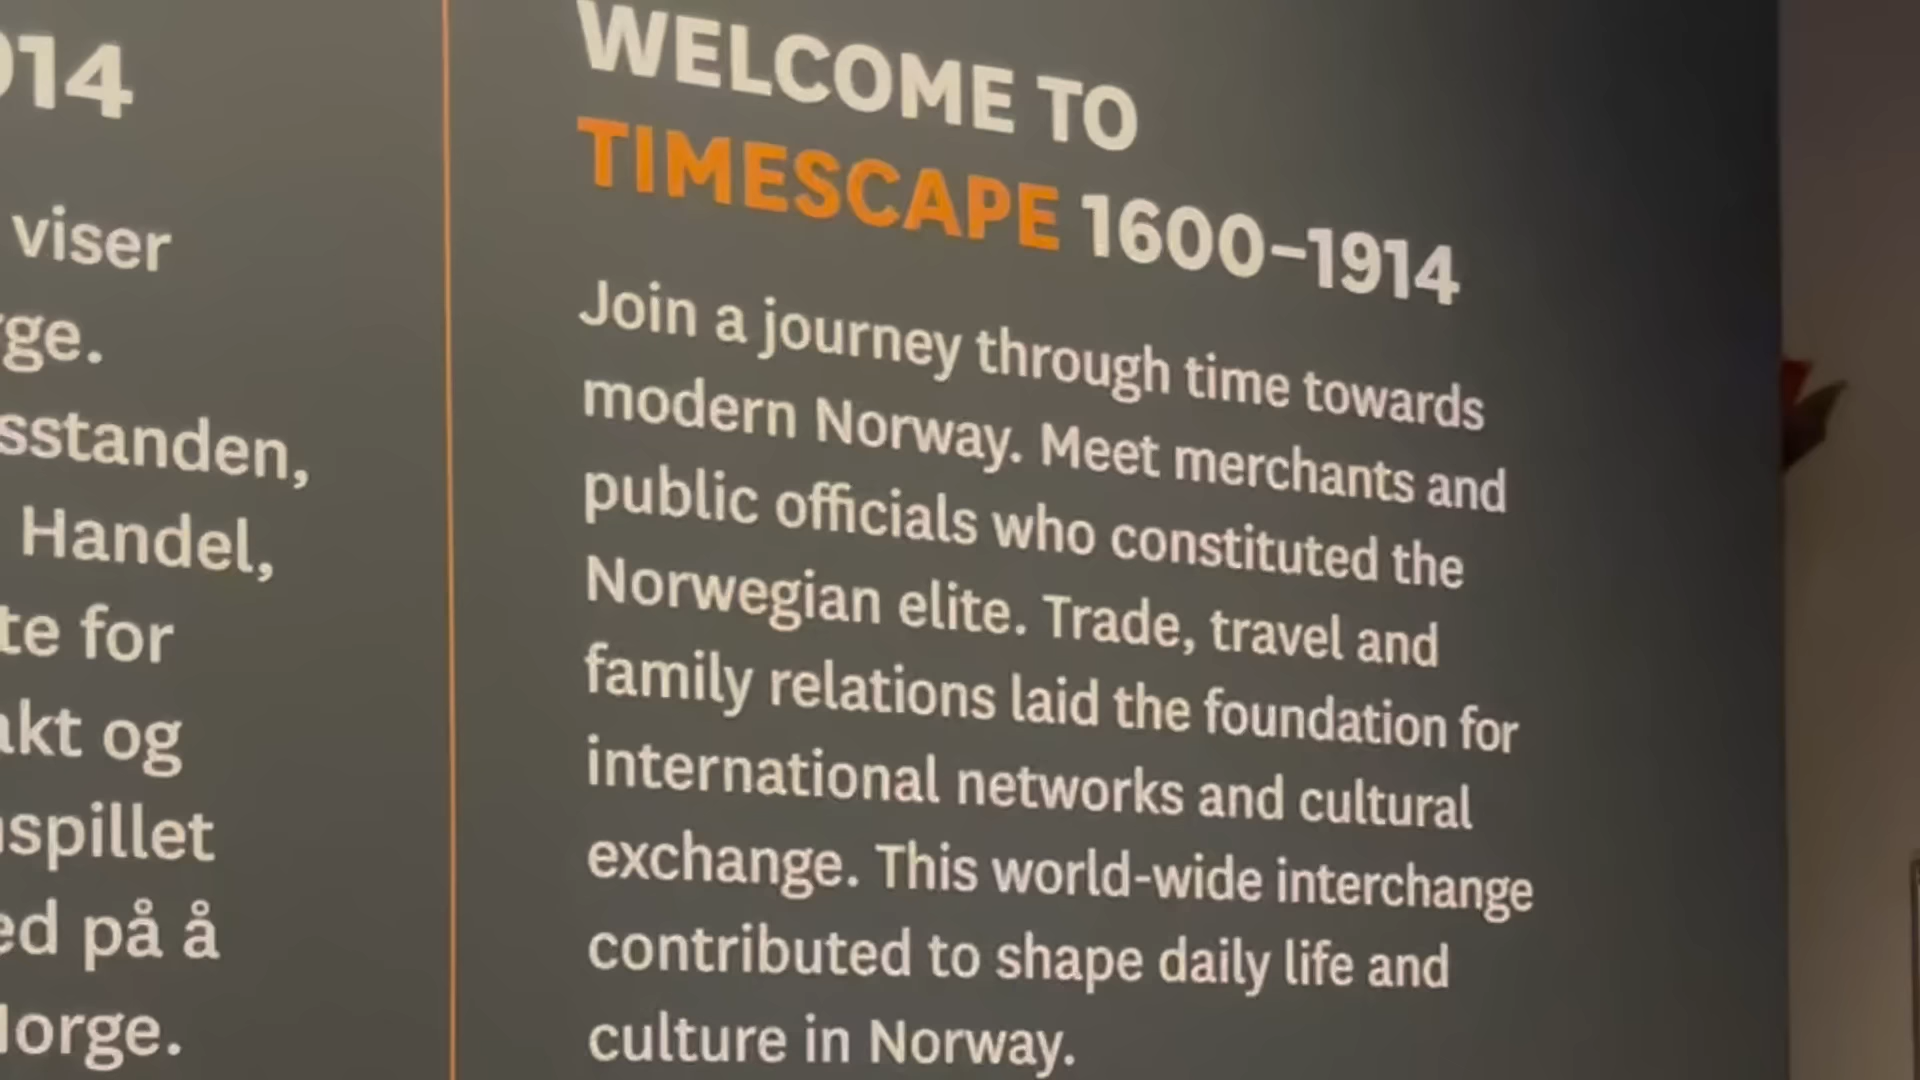 14
viser
ge.
sstanden,
Handel,
te for
akt og
spillet
ed på å
orge.
WELCOME TO
TIMESCAPE 1600–1914
Join a journey through time towards
modern Norway. Meet merchants and
public officials who constituted the
Norwegian elite. Trade, travel and
family relations laid the foundation for
international networks and cultural
exchange. This world-wide interchange
contributed to shape daily life and
culture in Norway.